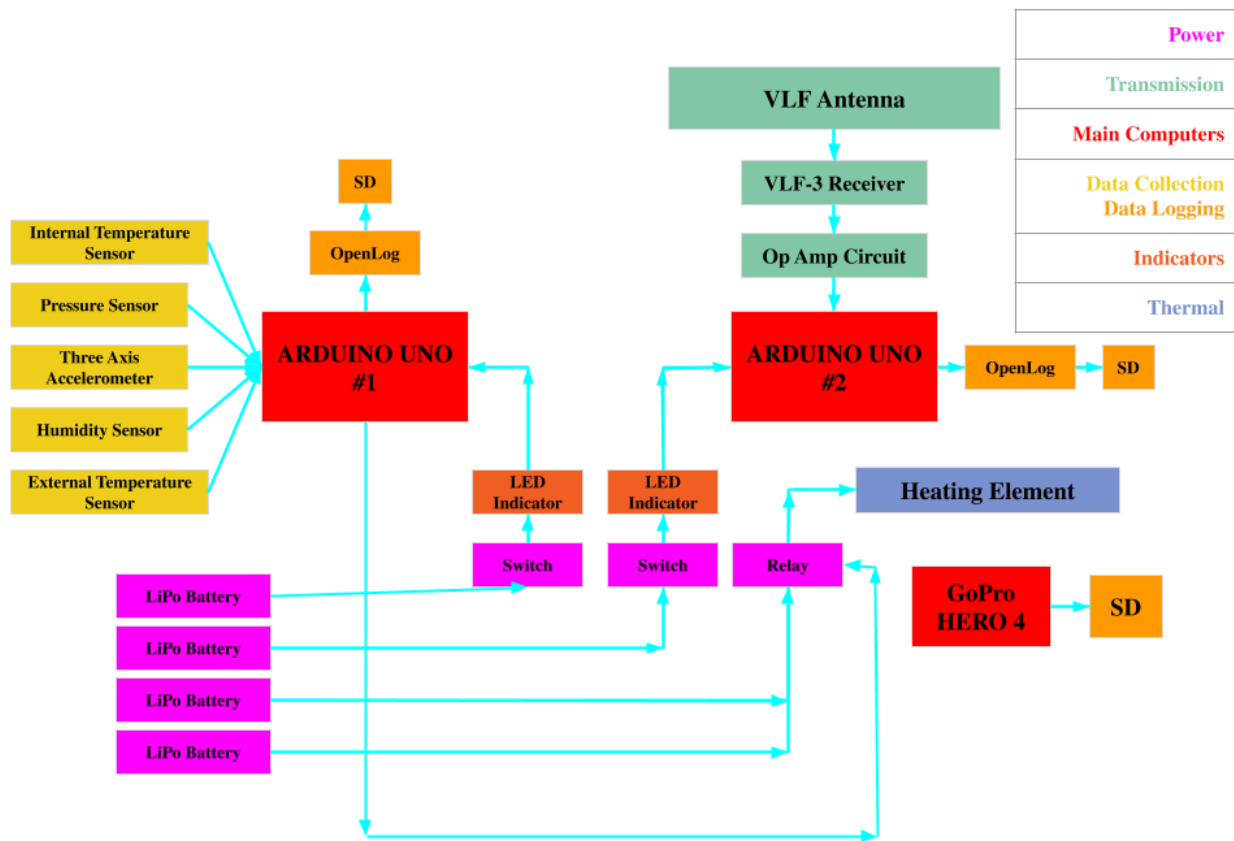 Power
Transmission
Main Computers
Data Collection
Data Logging
Indicators
Thermal
VLF Antenna
VLF-3 Receiver
Op Amp Circuit
SD
OpenLog
Internal Temperature
Sensor
Pressure Sensor
Three Axis
Accelerometer
Humidity Sensor
External Temperature
Sensor
ARDUINO UNO
#1
ARDUINO UNO
#2
OpenLog
SD
LED
Indicator
LED
Indicator
Heating Element
Switch
Switch
Relay
LiPo Battery
LiPo Battery
LiPo Battery
LiPo Battery
GoPro
HERO 4
SD